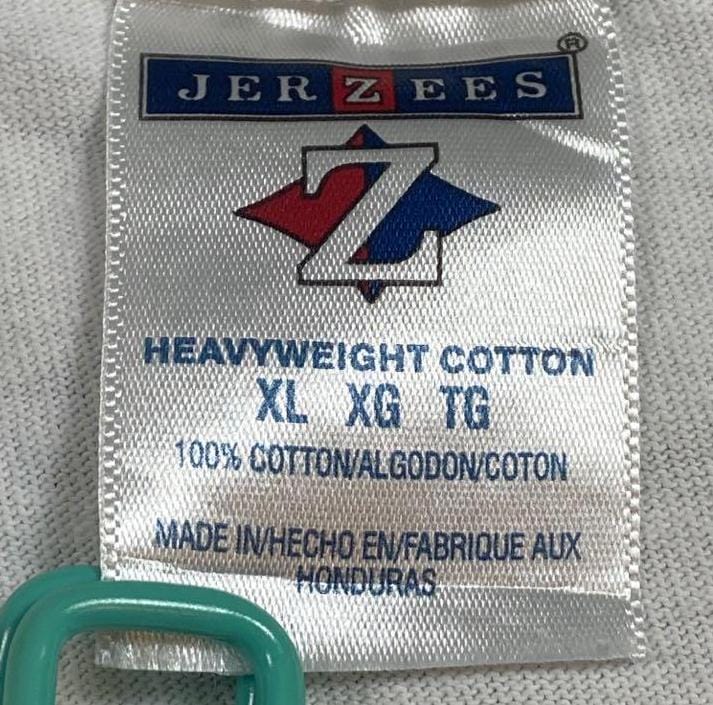 JERZEES®
Z
HEAVYWEIGHT COTTON
XL XG TG
100% COTTON/ALGODON/COTON
MADE IN/HECHO EN/FABRIQUE AUX
HONDURAS